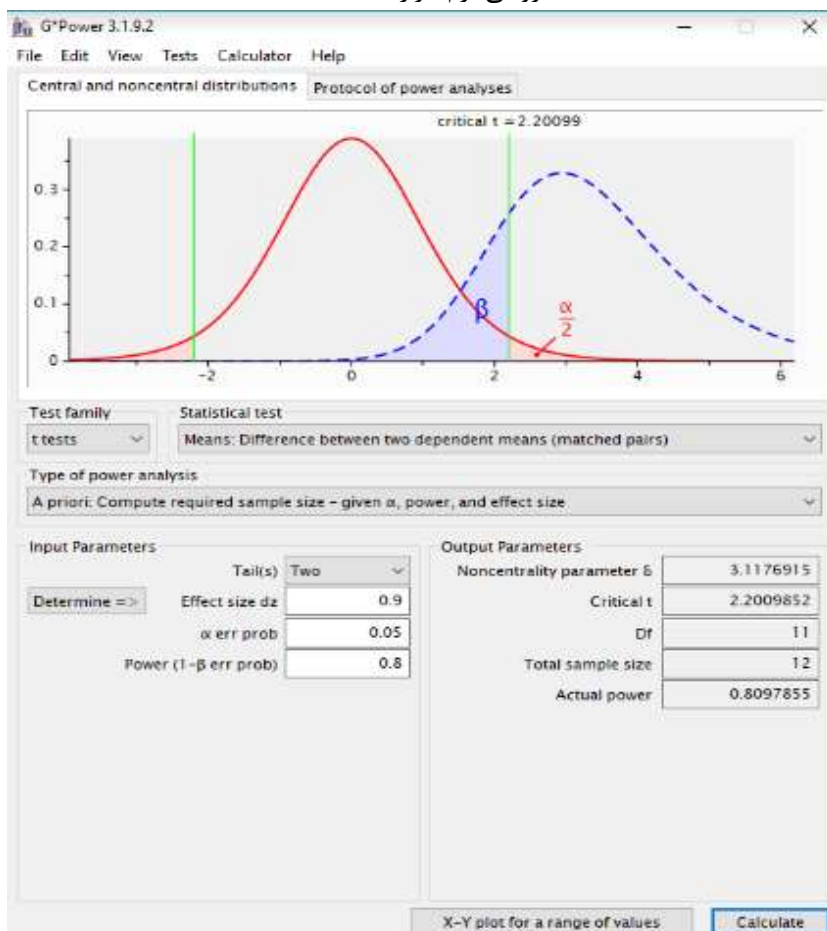 G*Power 3.1.9.2
File Edit View Tests Calculator Help
Central and noncentral distributions Protocol of power analyses
critical t = 2.20099
0.3
0.2
0.1
0
β
α
2
-2 0 2 4 6
Test family Statistical test
t tests Means: Difference between two dependent means (matched pairs)
Type of power analysis
A priori: Compute required sample size – given α, power, and effect size
Input Parameters Output Parameters
Tail(s) Two Noncentrality parameter δ 3.1176915
Determine => Effect size dz 0.9 Critical t 2.2009852
α err prob 0.05 Df 11
Power (1-β err prob) 0.8 Total sample size 12
Actual power 0.8097855
X-Y plot for a range of values Calculate